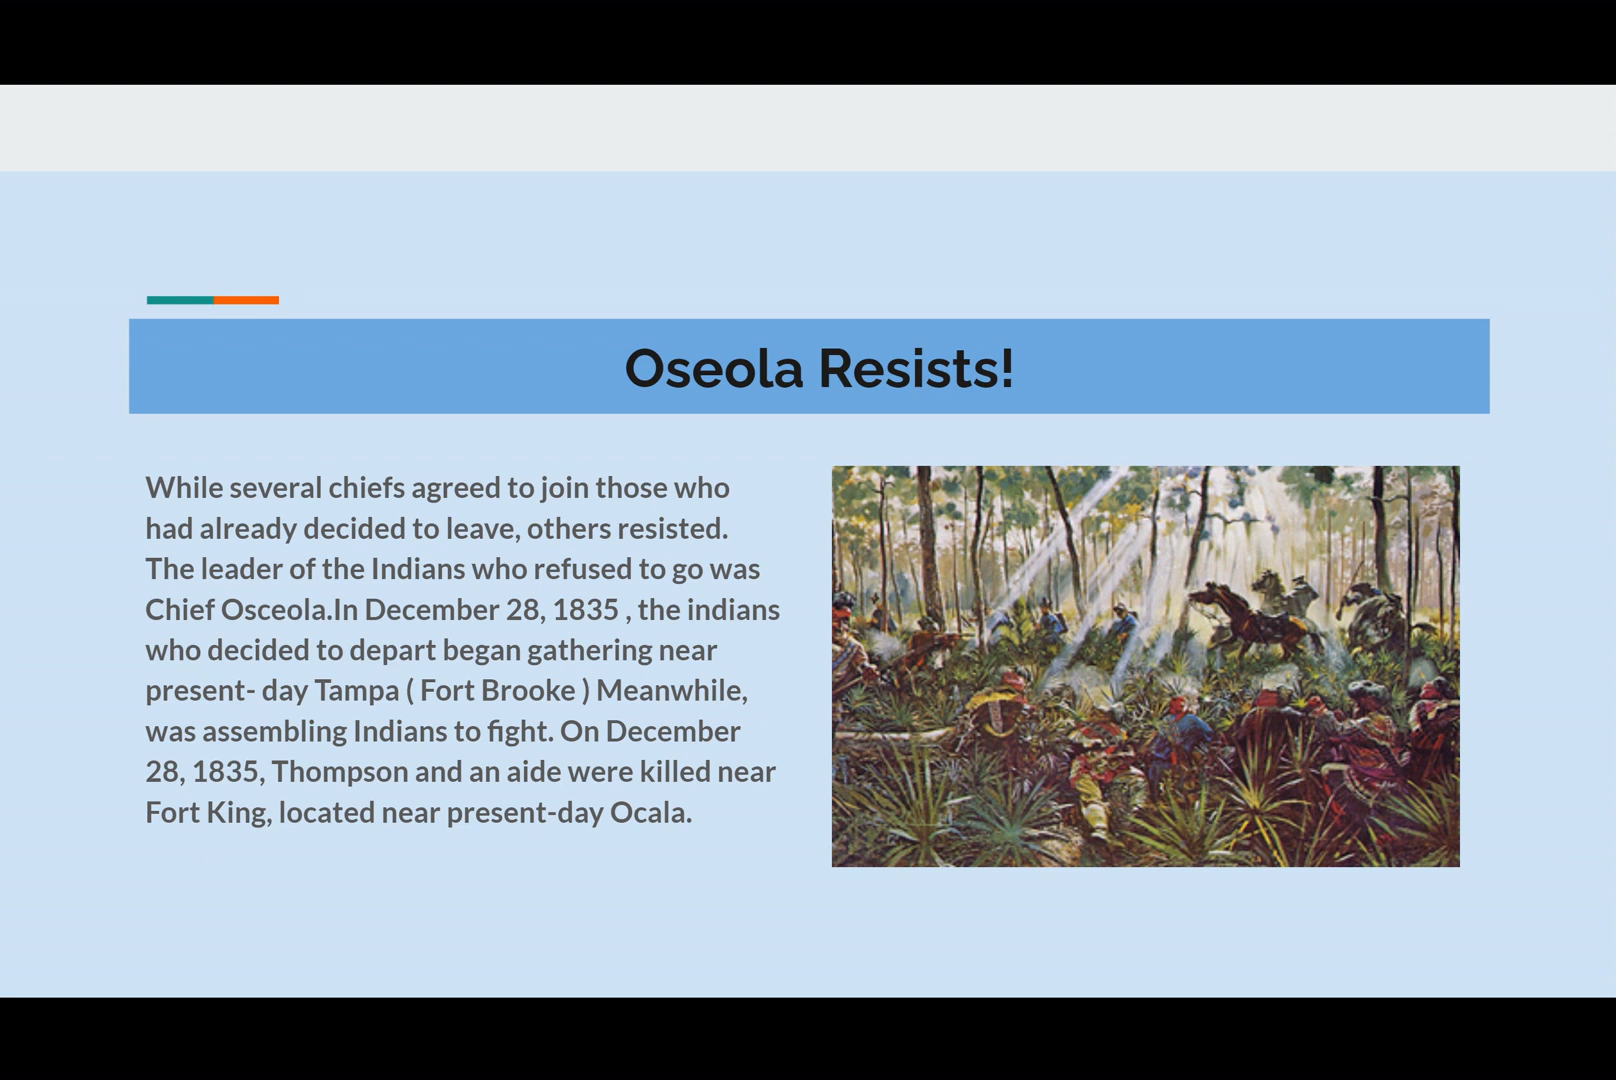 Oseola Resists!
While several chiefs agreed to join those who
had already decided to leave, others resisted.
The leader of the Indians who refused to go was
Chief Osceola.In December 28, 1835 , the indians
who decided to depart began gathering near
present- day Tampa ( Fort Brooke ) Meanwhile,
was assembling Indians to fight. On December
28, 1835, Thompson and an aide were killed near
Fort King, located near present-day Ocala.